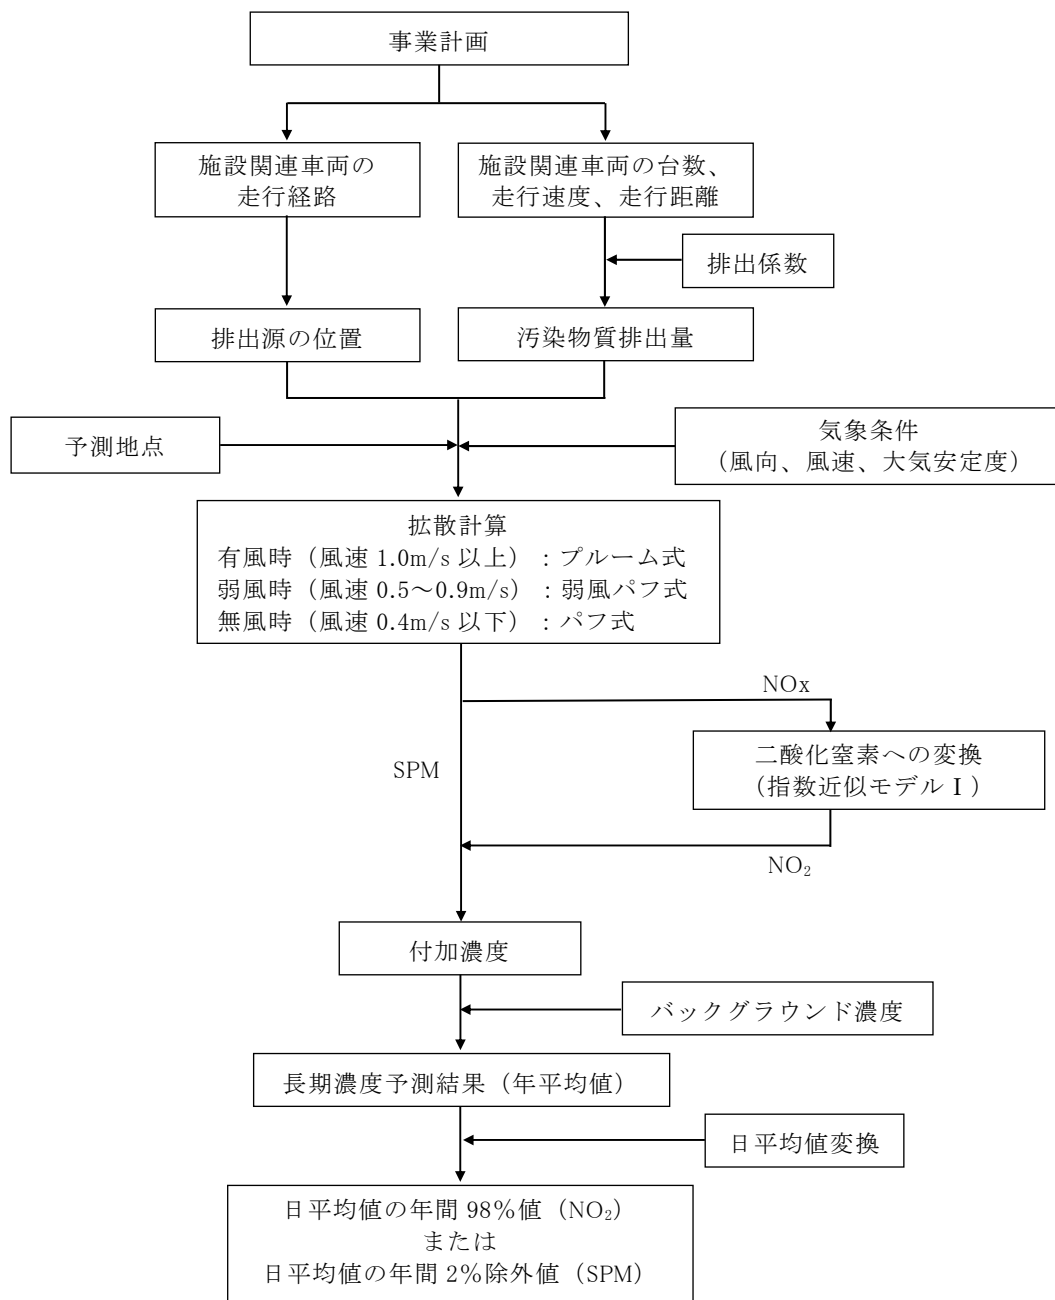 事業計画
施設関連車両の
走行経路
施設関連車両の台数、
走行速度、走行距離
排出係数
排出源の位置
汚染物質排出量
予測地点
気象条件
（風向、風速、大気安定度）
拡散計算
有風時（風速 1.0m/s 以上）：プルーム式
弱風時（風速 0.5～0.9m/s）：弱風パフ式
無風時（風速 0.4m/s 以下）：パフ式
NOx
二酸化窒素への変換
（指数近似モデルⅠ）
SPM
NO₂
付加濃度
バックグラウンド濃度
長期濃度予測結果（年平均値）
日平均値変換
日平均値の年間 98％値（NO₂）
または
日平均値の年間 2％除外値（SPM）